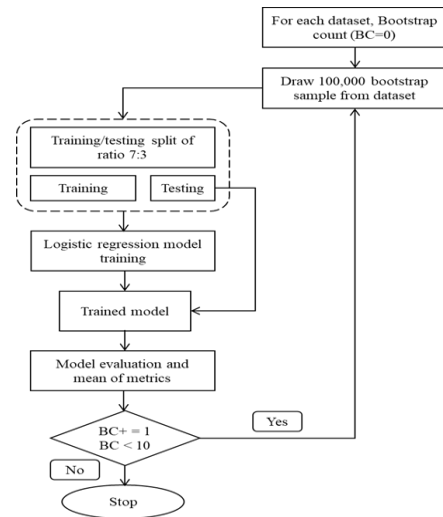 For each dataset, Bootstrap
count (BC=0)
Draw 100,000 bootstrap
sample from dataset
Training/testing split of
ratio 7:3
Training
Testing
Logistic regression model
training
Trained model
Model evaluation and
mean of metrics
BC+ = 1
BC < 10
Yes
No
Stop